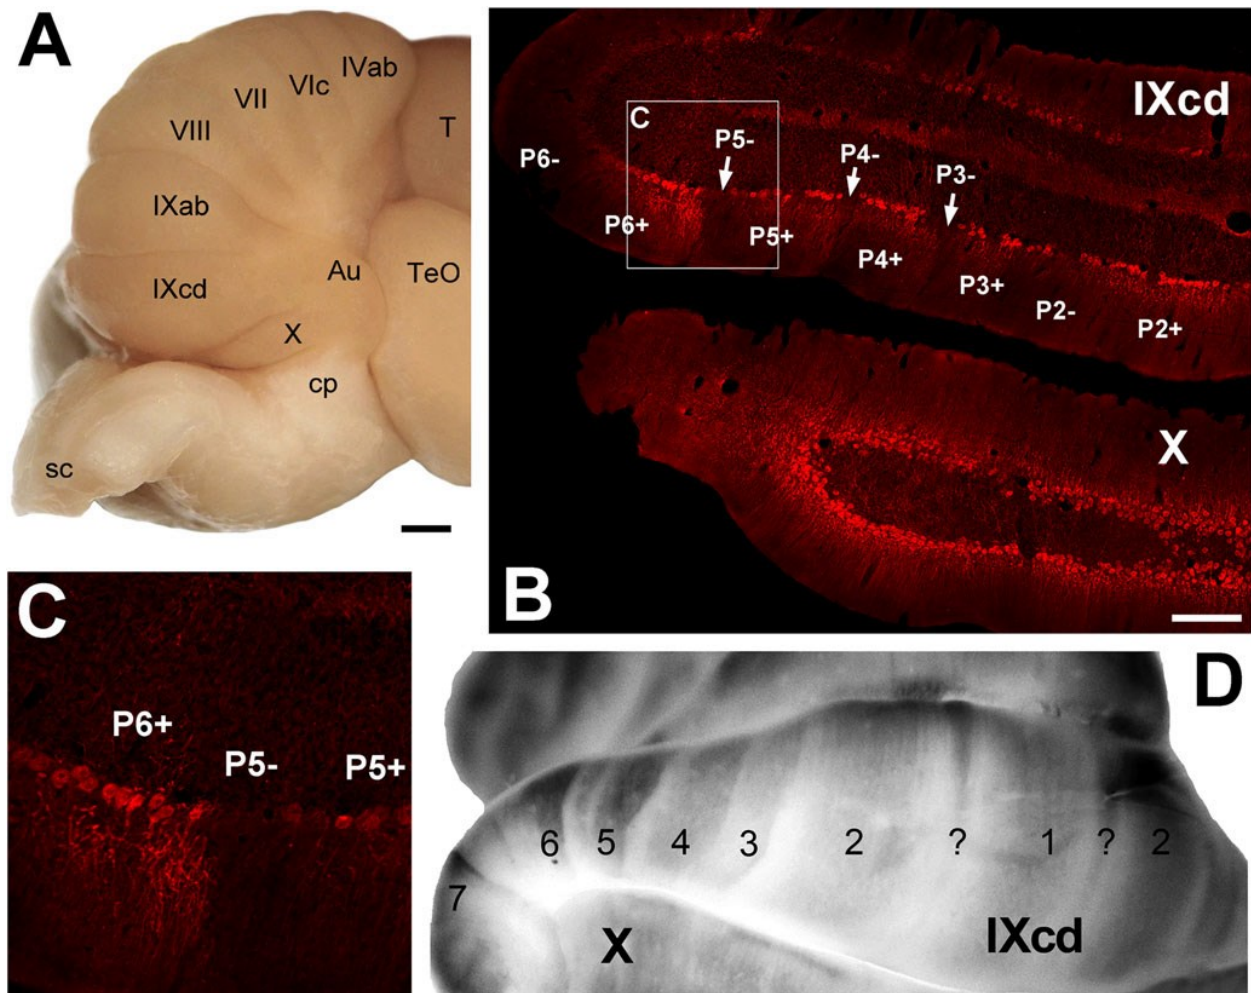 A
IVab
VIc
VII
VIII
T
IXab
IXcd
Au
TeO
X
cp
sc
B
IXcd
C
P6-
P5-
P4-
P3-
P6+
P5+
P4+
P3+
P2-
P2+
X
C
P6+
P5-
P5+
D
6 5 4 3 2 ? 1 ? 2
7
X
IXcd